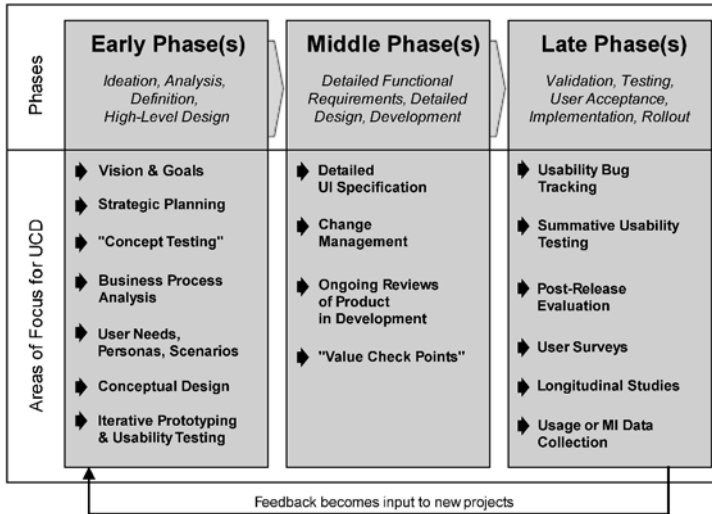 Phases
Early Phase(s)
Ideation, Analysis,
Definition,
High-Level Design
Middle Phase(s)
Detailed Functional
Requirements, Detailed
Design, Development
Late Phase(s)
Validation, Testing,
User Acceptance,
Implementation, Rollout
Areas of Focus for UCD
Vision & Goals
Strategic Planning
"Concept Testing"
Business Process
Analysis
User Needs,
Personas, Scenarios
Conceptual Design
Iterative Prototyping
& Usability Testing
Detailed
UI Specification
Change
Management
Ongoing Reviews
of Product
in Development
"Value Check Points"
Usability Bug
Tracking
Summative Usability
Testing
Post-Release
Evaluation
User Surveys
Longitudinal Studies
Usage or MI Data
Collection
Feedback becomes input to new projects